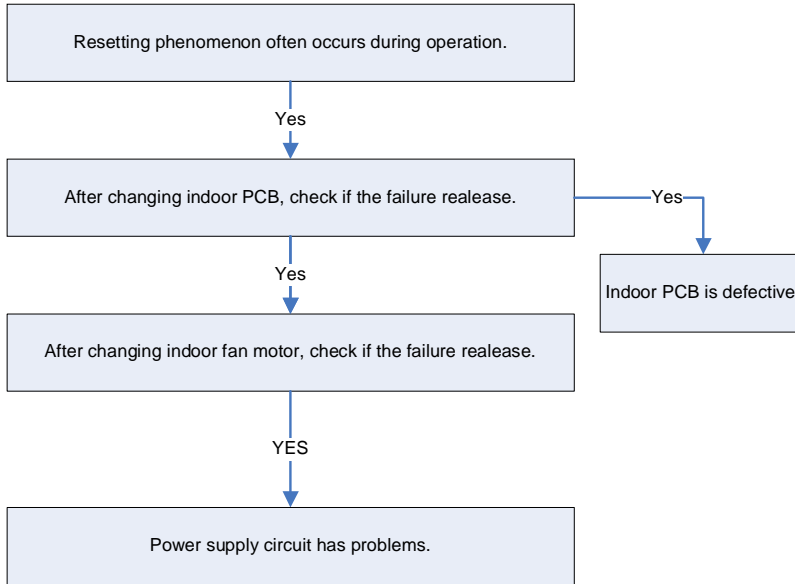 Resetting phenomenon often occurs during operation.
Yes
After changing indoor PCB, check if the failure realease.
Yes
Indoor PCB is defective
Yes
After changing indoor fan motor, check if the failure realease.
YES
Power supply circuit has problems.